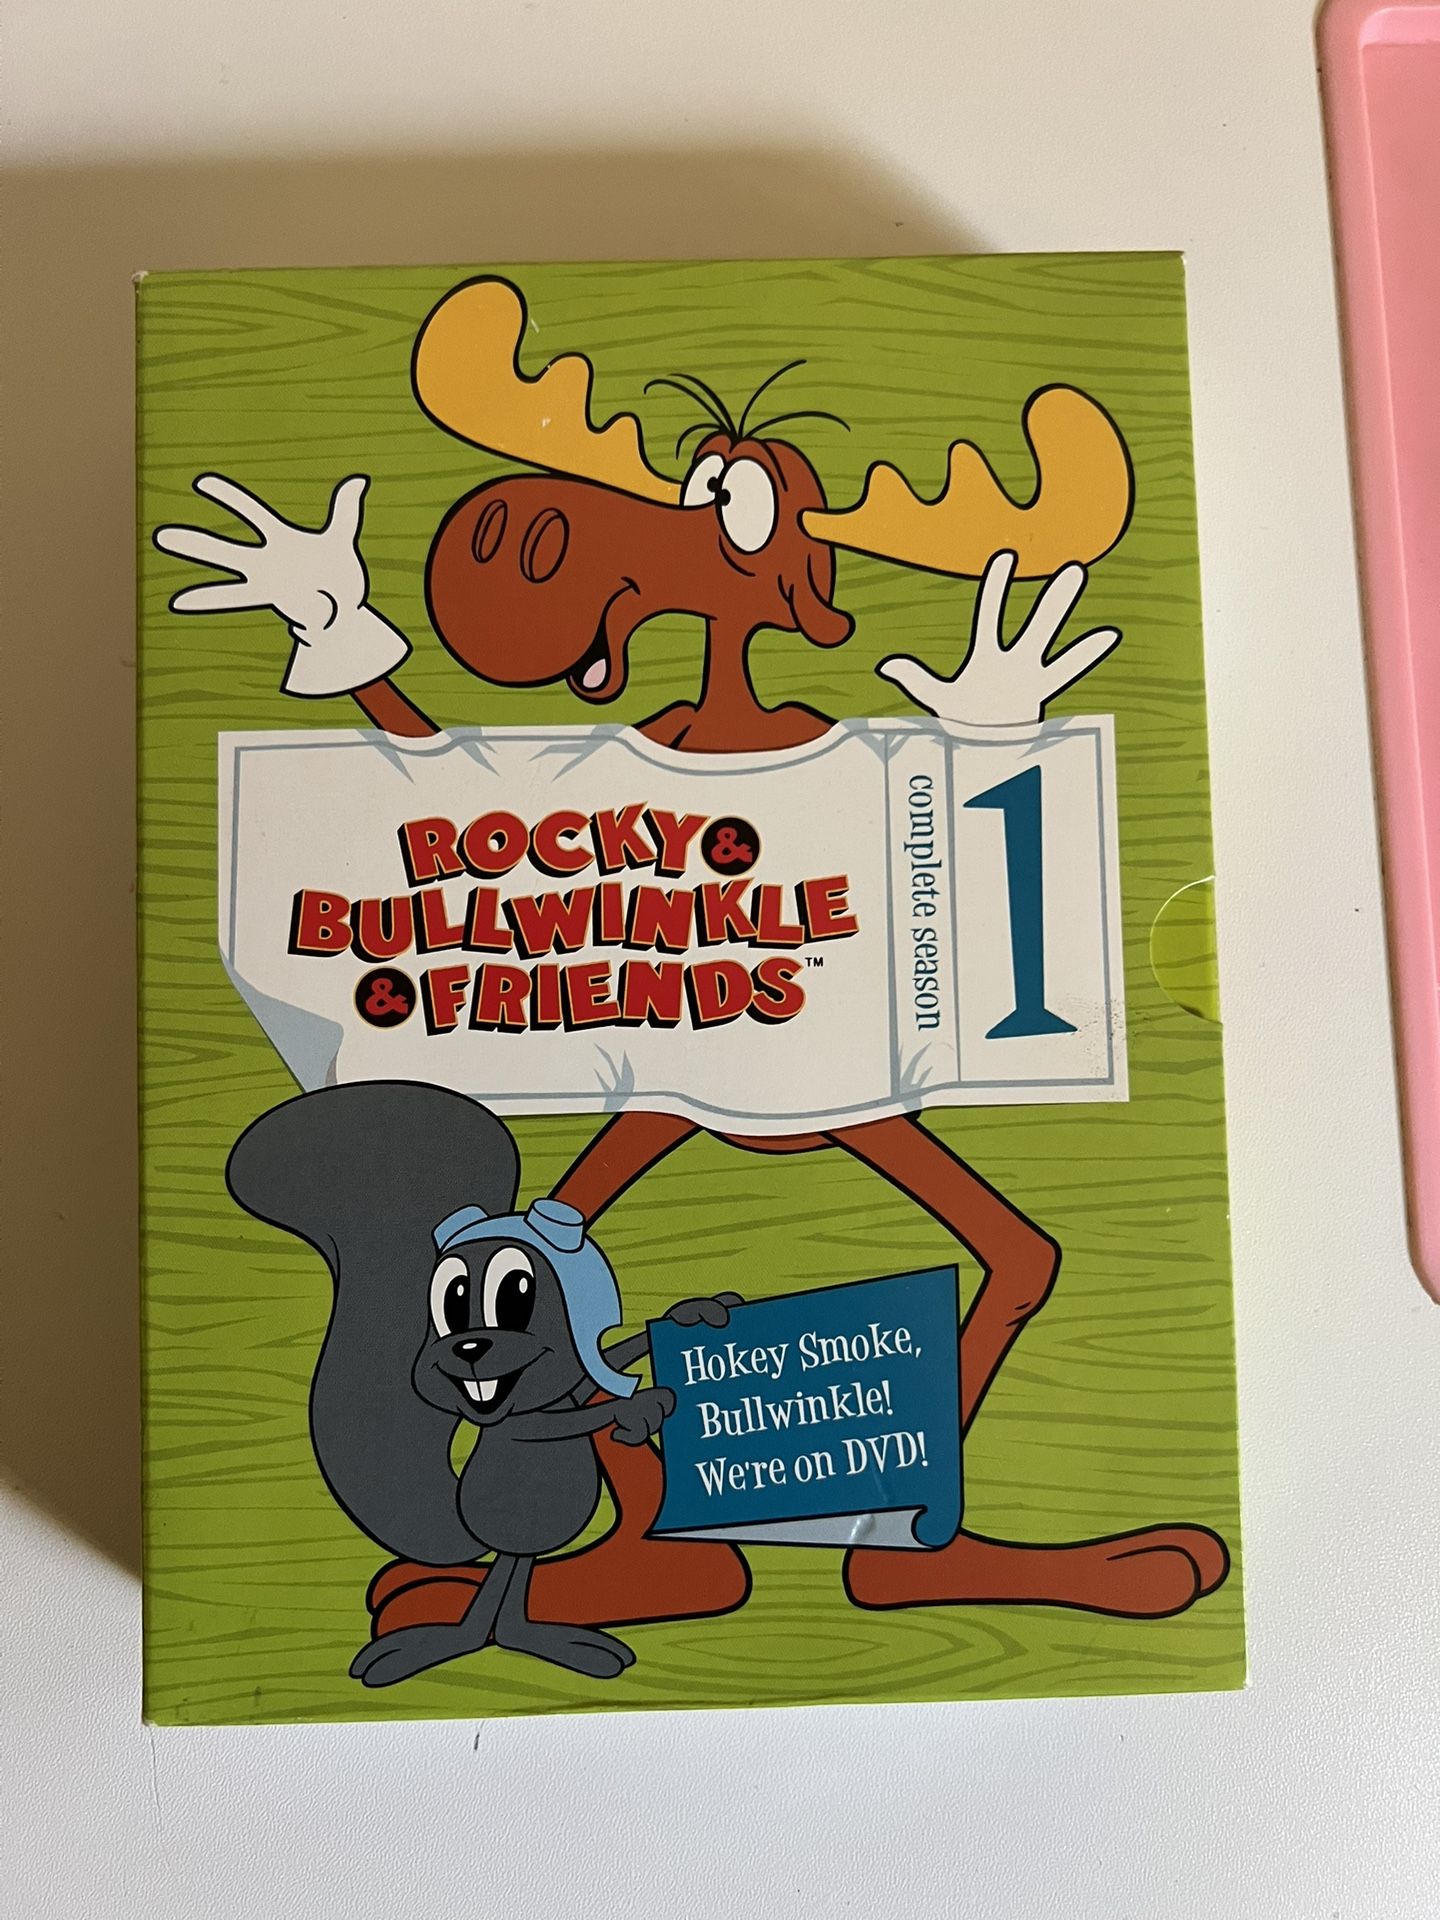 ROCKY &
BULLWINKLE
& FRIENDS™
complete season
1
Hokey Smoke,
Bullwinkle!
We're on DVD!